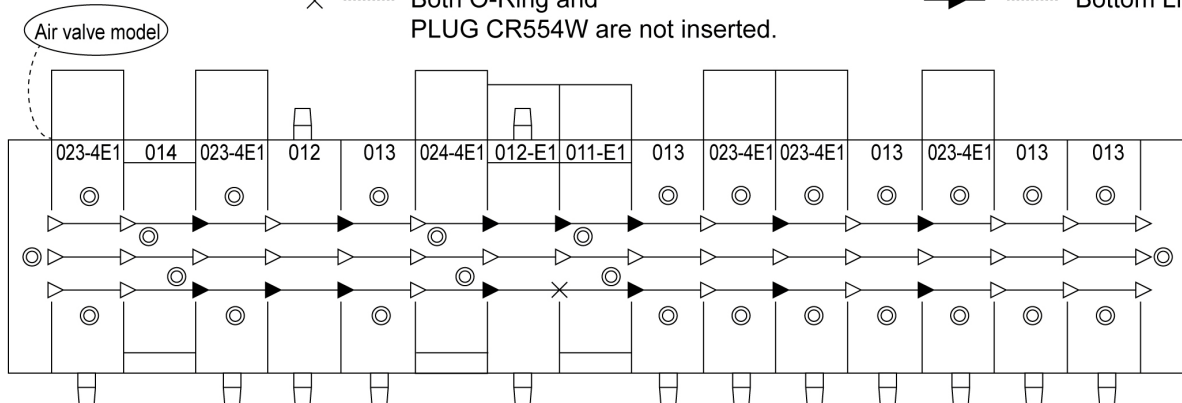 Both O-Ring and
PLUG CR554W are not inserted.
Air valve model
023-4E1 014 023-4E1 012 013 024-4E1 012-E1 011-E1 013 023-4E1 023-4E1 013 023-4E1 013 013